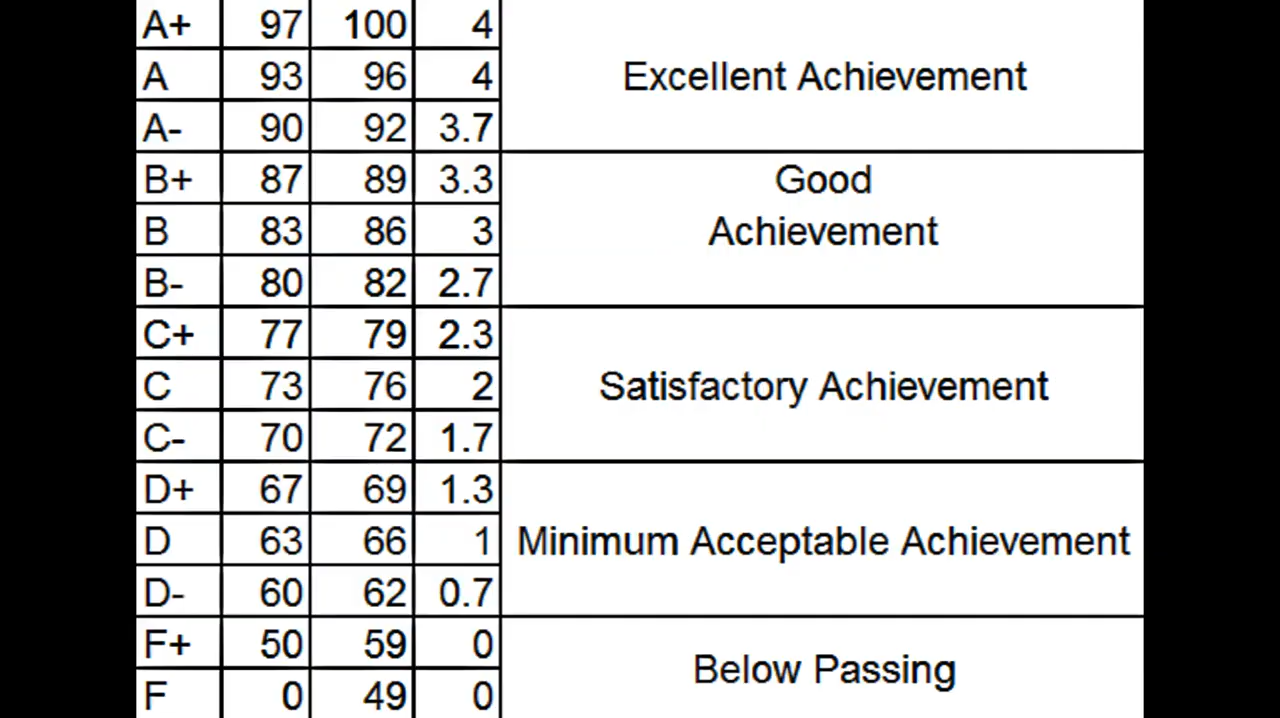 A+ 97 100 4
A 93 96 4 Excellent Achievement
A- 90 92 3.7
B+ 87 89 3.3 Good
B 83 86 3 Achievement
B- 80 82 2.7
C+ 77 79 2.3
C 73 76 2 Satisfactory Achievement
C- 70 72 1.7
D+ 67 69 1.3
D 63 66 1 Minimum Acceptable Achievement
D- 60 62 0.7
F+ 50 59 0
Below Passing
F 0 49 0